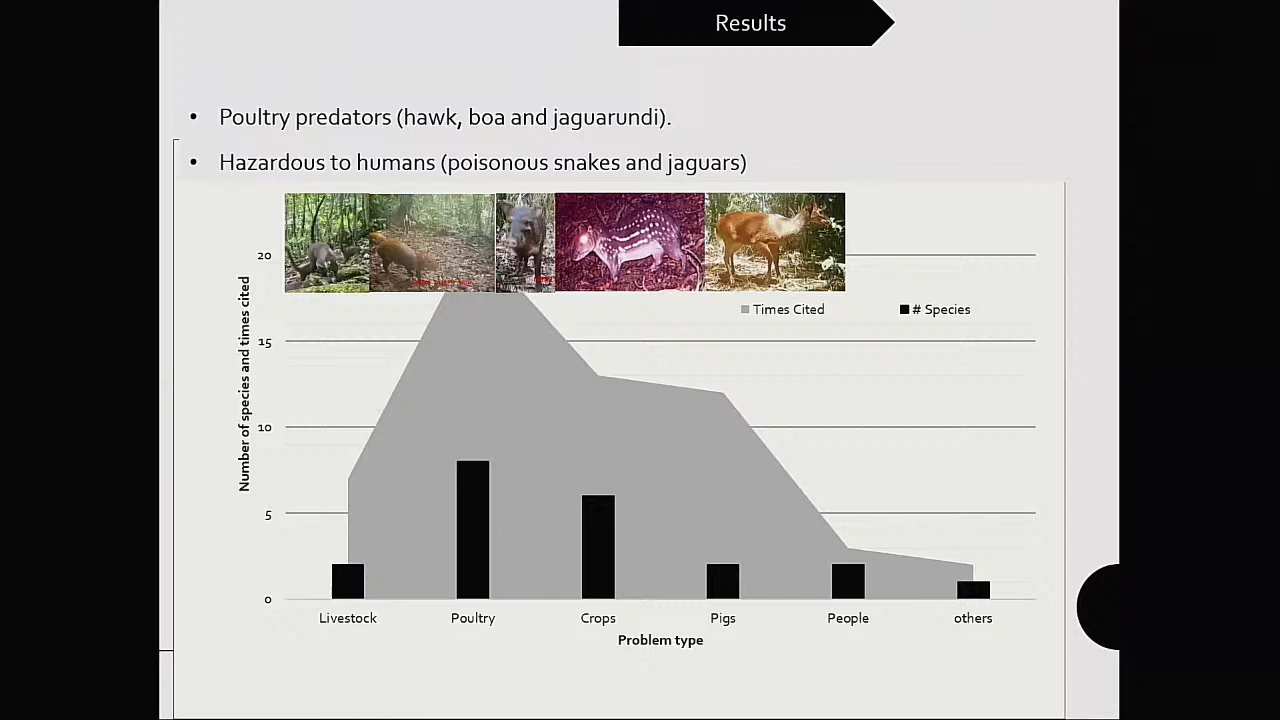 Results
• Poultry predators (hawk, boa and jaguarundi).
• Hazardous to humans (poisonous snakes and jaguars)
20
15
10
5
0
Number of species and times cited
Times Cited
# Species
Livestock
Poultry
Crops
Pigs
People
others
Problem type